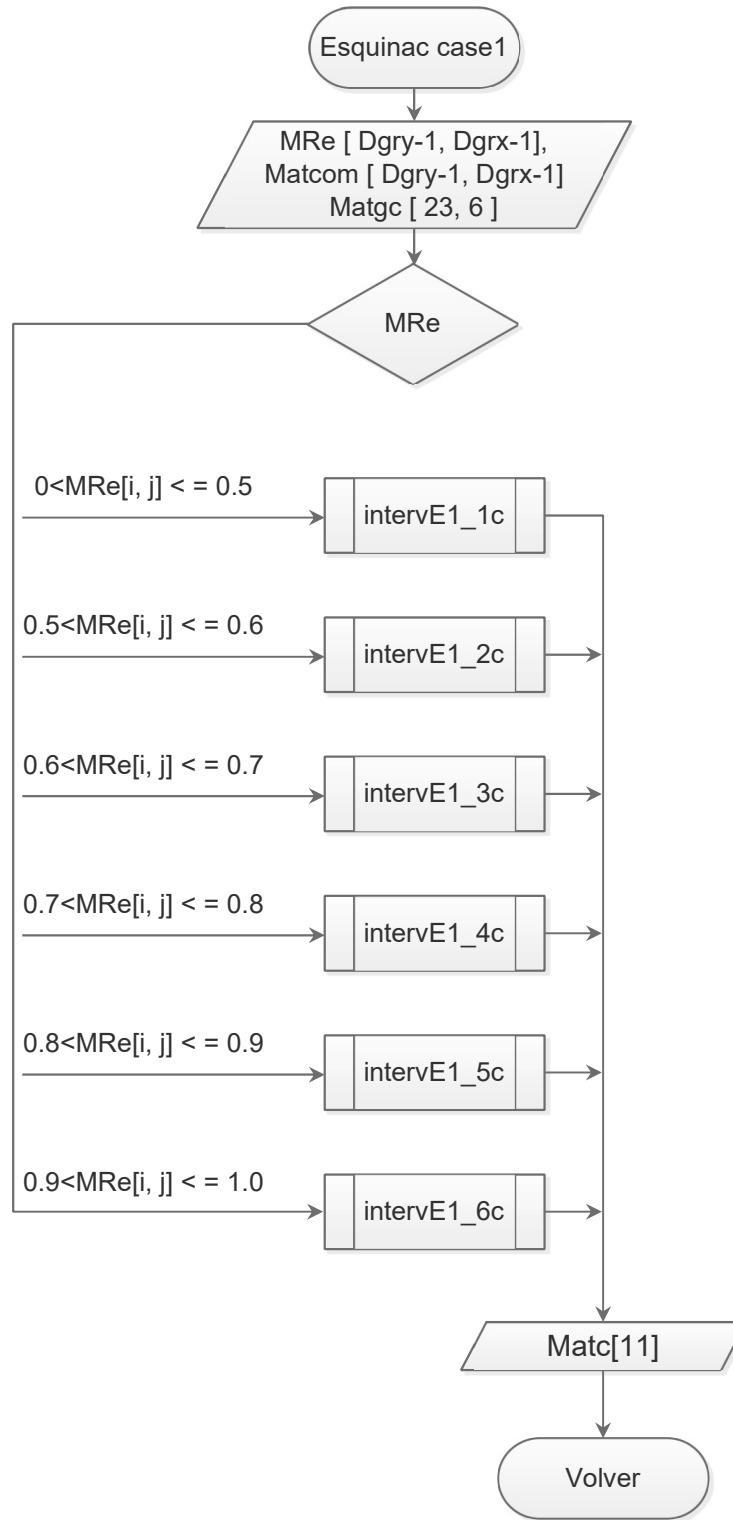 Esquinac case1
MRe [ Dgry-1, Dgrx-1],
Matcom [ Dgry-1, Dgrx-1]
Matgc [ 23, 6 ]
MRe
0<MRe[i, j] < = 0.5
intervE1_1c
0.5<MRe[i, j] < = 0.6
intervE1_2c
0.6<MRe[i, j] < = 0.7
intervE1_3c
0.7<MRe[i, j] < = 0.8
intervE1_4c
0.8<MRe[i, j] < = 0.9
intervE1_5c
0.9<MRe[i, j] < = 1.0
intervE1_6c
Matc[11]
Volver